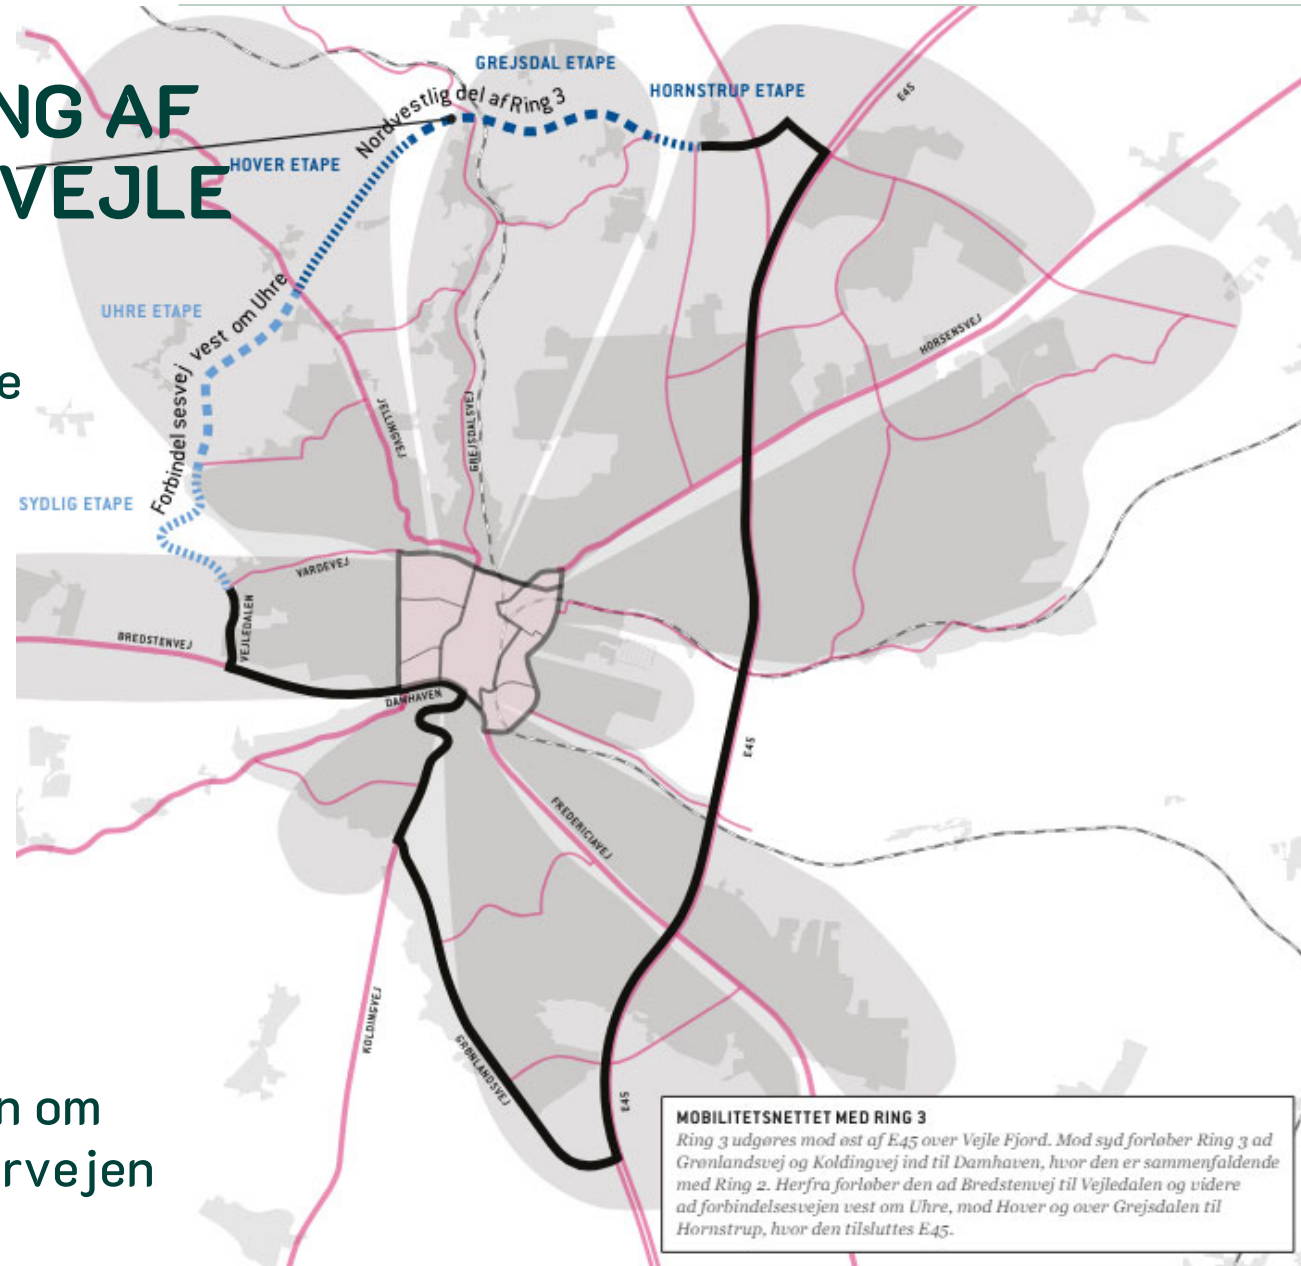 GREJSDAL ETAPE
HORNSTRUP ETAPE
E45
NG AF
Nordvestlig del af Ring 3
HOVER ETAPE
VEJLE
UHRE ETAPE
Forbindelsesvej vest om Uhre
HORSENSVEJ
e
JELLINGVEJ
GREJSDALSVEJ
SYDLIG ETAPE
VARDEVEJ
VEJLEDALEN
BREDSTENVEJ
DAMHAVEN
E45
FREDERICIAVEJ
KOLDINGVEJ
GRØNLANDSVEJ
E45
n om
rvejen
MOBILITETSNETTET MED RING 3
Ring 3 udgøres mod øst af E45 over Vejle Fjord. Mod syd forløber Ring 3 ad
Grønlandsvej og Koldingvej ind til Damhaven, hvor den er sammenfaldende
med Ring 2. Herfra forløber den ad Bredstenvej til Vejledalen og videre
ad forbindelsesvejen vest om Uhre, mod Hover og over Grejsdalen til
Hornstrup, hvor den tilsluttes E45.